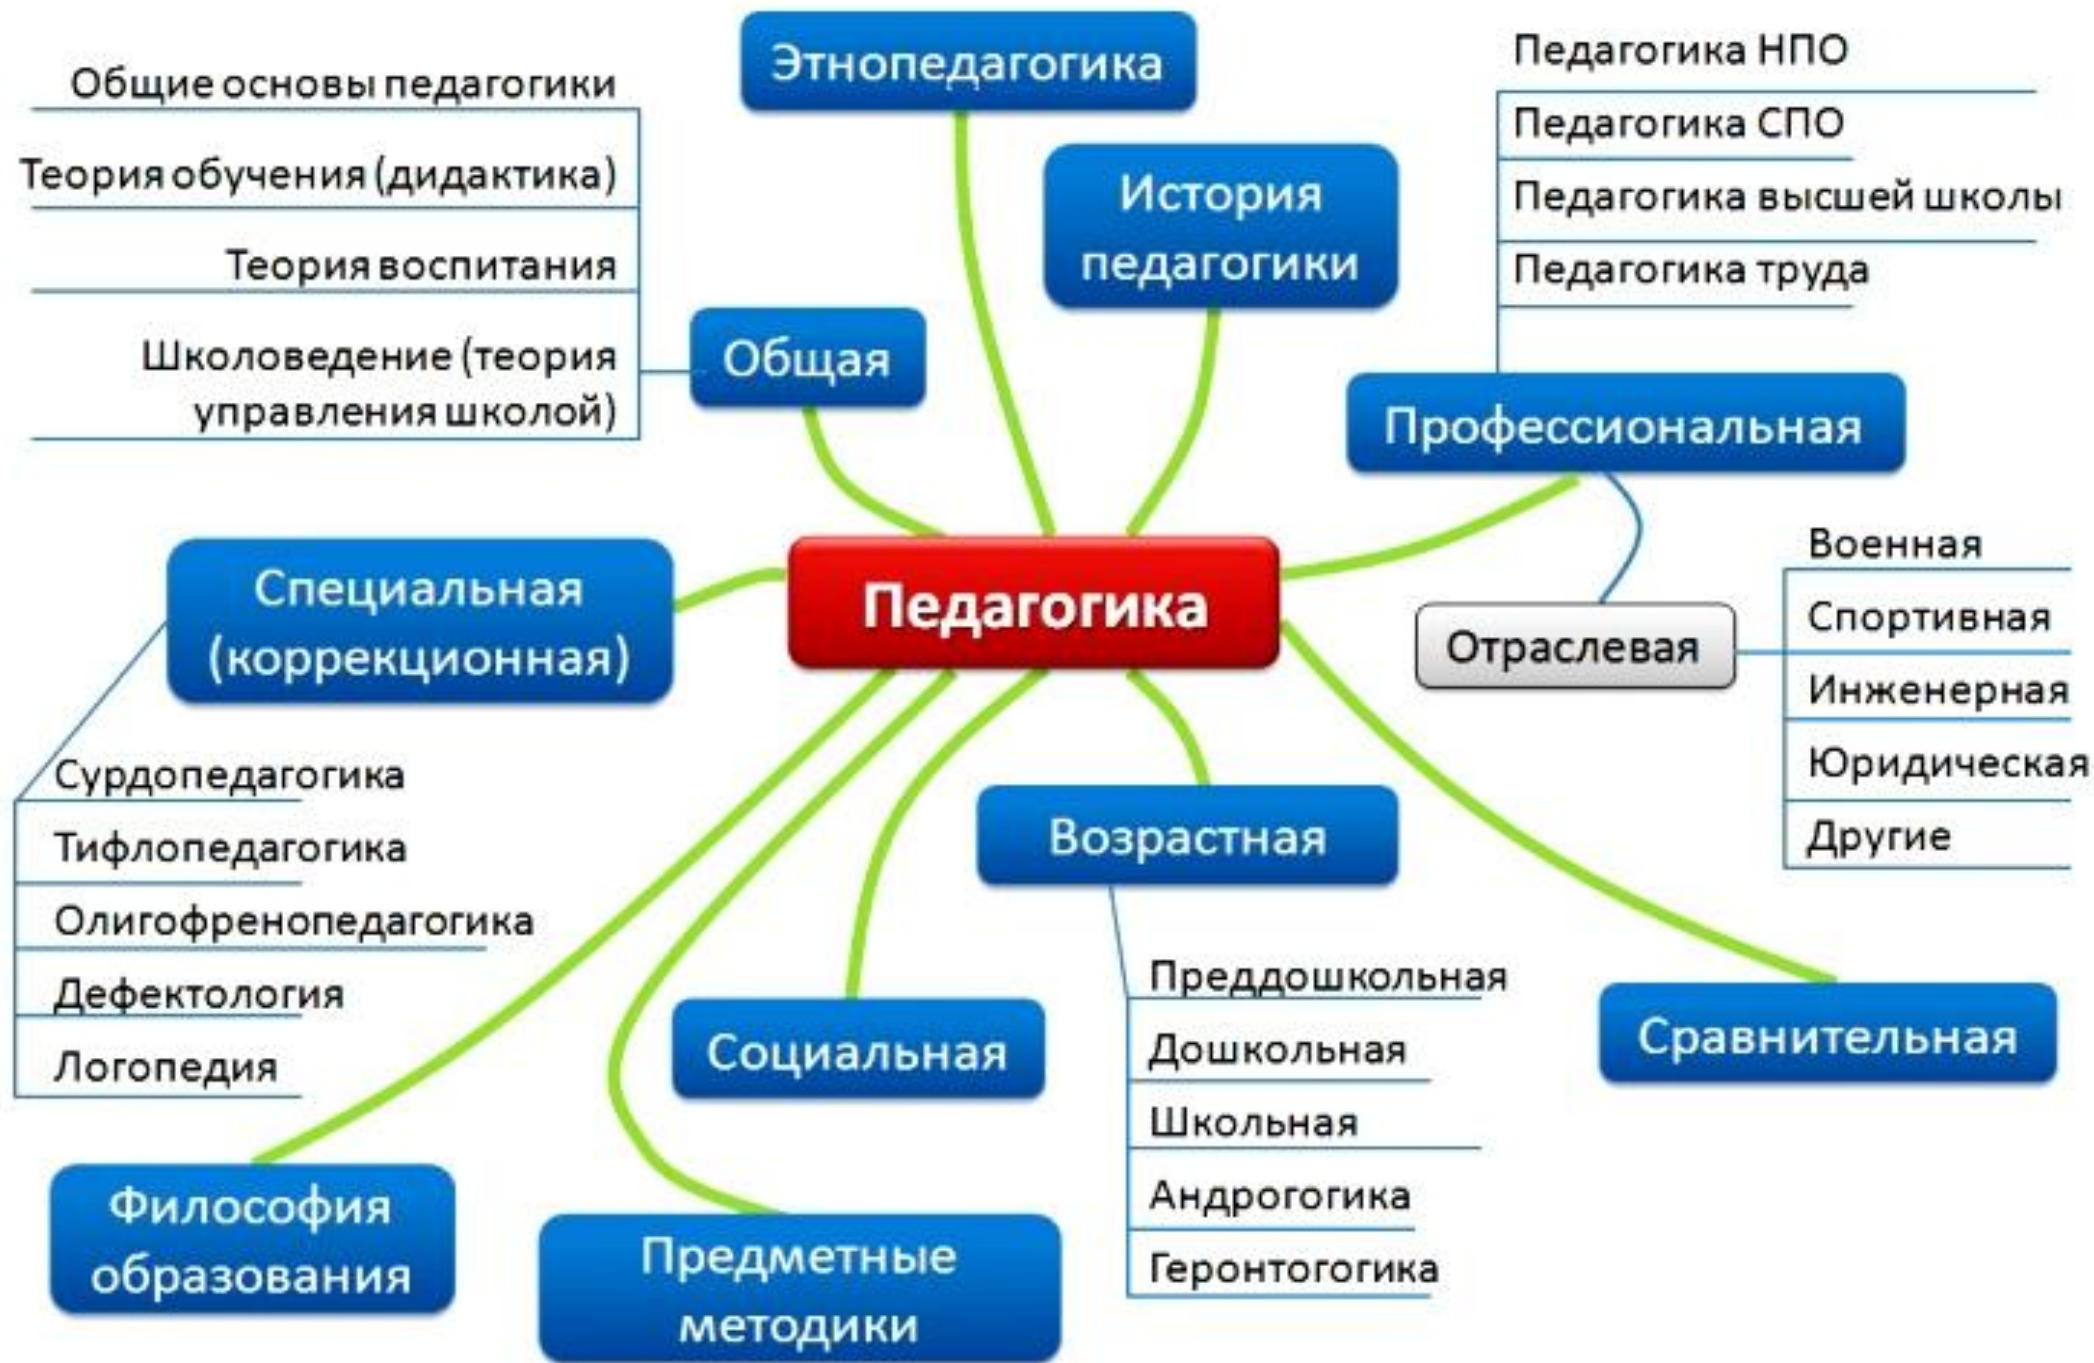 Этнопедагогика
История
педагогики
Общие основы педагогики
Теория обучения (дидактика)
Теория воспитания
Школоведение (теория
управления школой)
Общая
Педагогика НПО
Педагогика СПО
Педагогика высшей школы
Педагогика труда
Профессиональная
Отраслевая
Военная
Спортивная
Инженерная
Юридическая
Другие
Педагогика
Специальная
(коррекционная)
Сурдопедагогика
Тифлопедагогика
Олигофренопедагогика
Дефектология
Логопедия
Возрастная
Преддошкольная
Дошкольная
Школьная
Андрогогика
Геронтогогика
Сравнительная
Социальная
Философия
образования
Предметные
методики